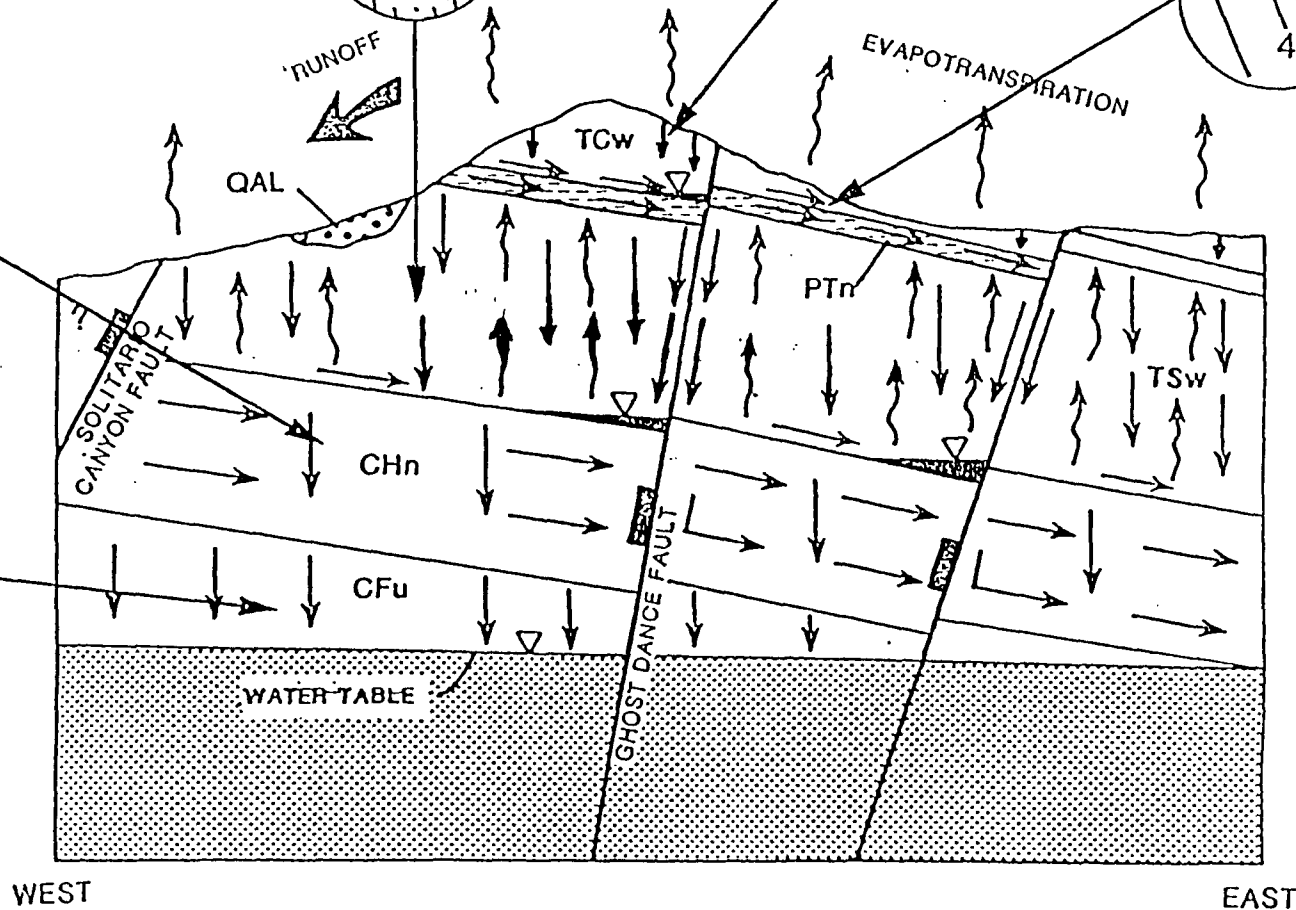 4
'RUNOFF
EVAPOTRANSPIRATION
TCw
QAL
PTn
SOLITARIO
CANYON FAULT
TSw
CHn
CFu
GHOST DANCE FAULT
WATER TABLE
WEST
EAST